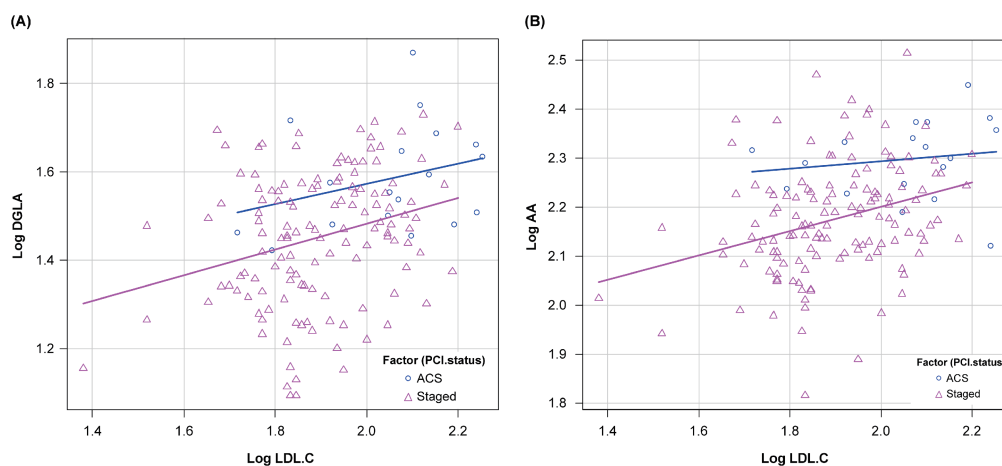 (A)
Log DGLA
1.8
1.6
1.4
1.2
1.4
1.6
1.8
2.0
2.2
Log LDL.C
Factor (PCI.status)
ACS
Staged
(B)
Log AA
2.5
2.4
2.3
2.2
2.1
2.0
1.9
1.8
1.4
1.6
1.8
2.0
2.2
Log LDL.C
Factor (PCI.status
ACS
Staged